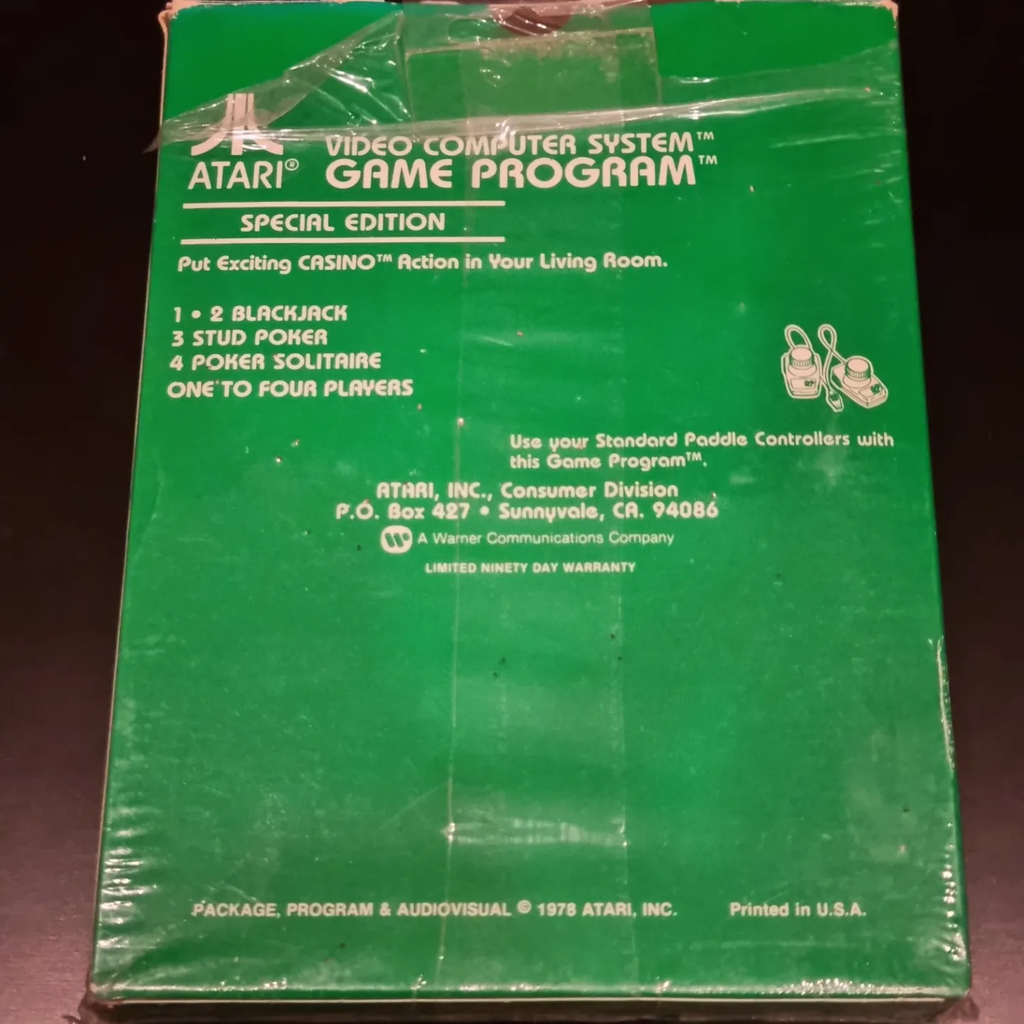 VIDEO COMPUTER SYSTEM™
ATARI® GAME PROGRAM™
SPECIAL EDITION
Put Exciting CASINO™ Action in Your Living Room.
1 • 2 BLACKJACK
3 STUD POKER
4 POKER SOLITAIRE
ONE TO FOUR PLAYERS
Use your Standard Paddle Controllers with
this Game Program™.
ATARI, INC., Consumer Division
P.O. Box 427 • Sunnyvale, CA. 94086
A Warner Communications Company
LIMITED NINETY DAY WARRANTY
PACKAGE, PROGRAM & AUDIOVISUAL © 1978 ATARI, INC. Printed in U.S.A.